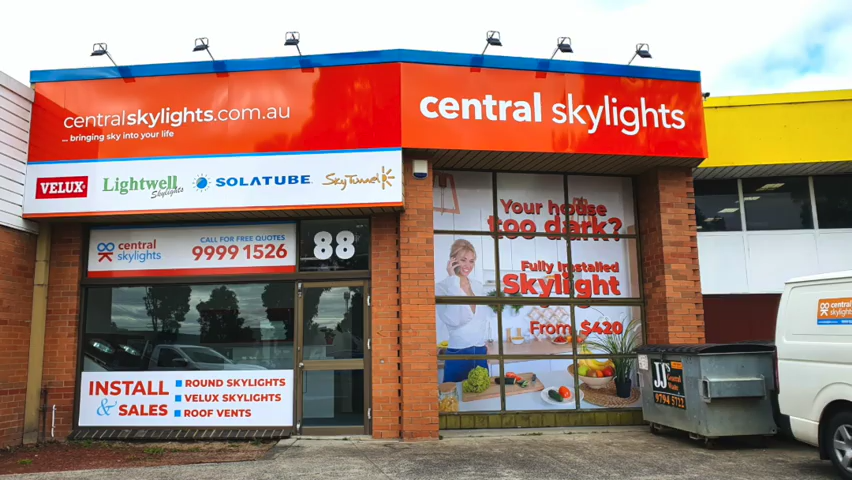 centralskylights.com.au
... bringing sky into your life
central skylights
VELUX
Lightwell
Skylights
SOLATUBE
SkyTunnel
central
skylights
CALL FOR FREE QUOTES
9999 1526
88
Your house
too dark?
Fully Installed
Skylight
From $420
INSTALL
& SALES
ROUND SKYLIGHTS
VELUX SKYLIGHTS
ROOF VENTS
JJ's
9794 5722
central
skylights